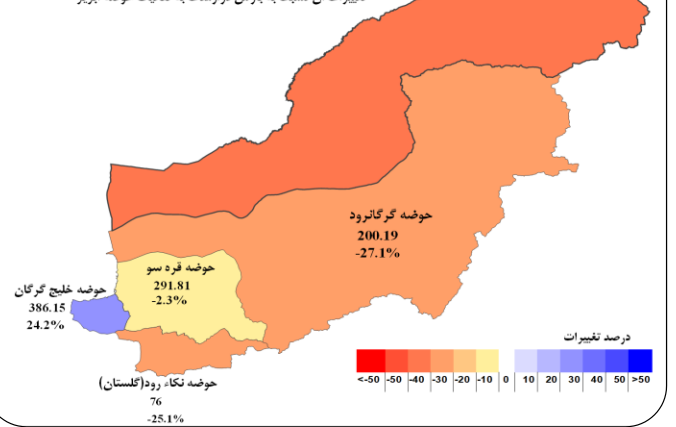 حوضه گرگانرود
200.19
-27.1%
حوضه قره سو
291.81
-2.3%
حوضه خلیج گرگان
386.15
24.2%
حوضه نکاء رود(گلستان)
76
-25.1%
درصد تغییرات
<-50 -50 -40 -30 -20 -10 0 10 20 30 40 50 >50